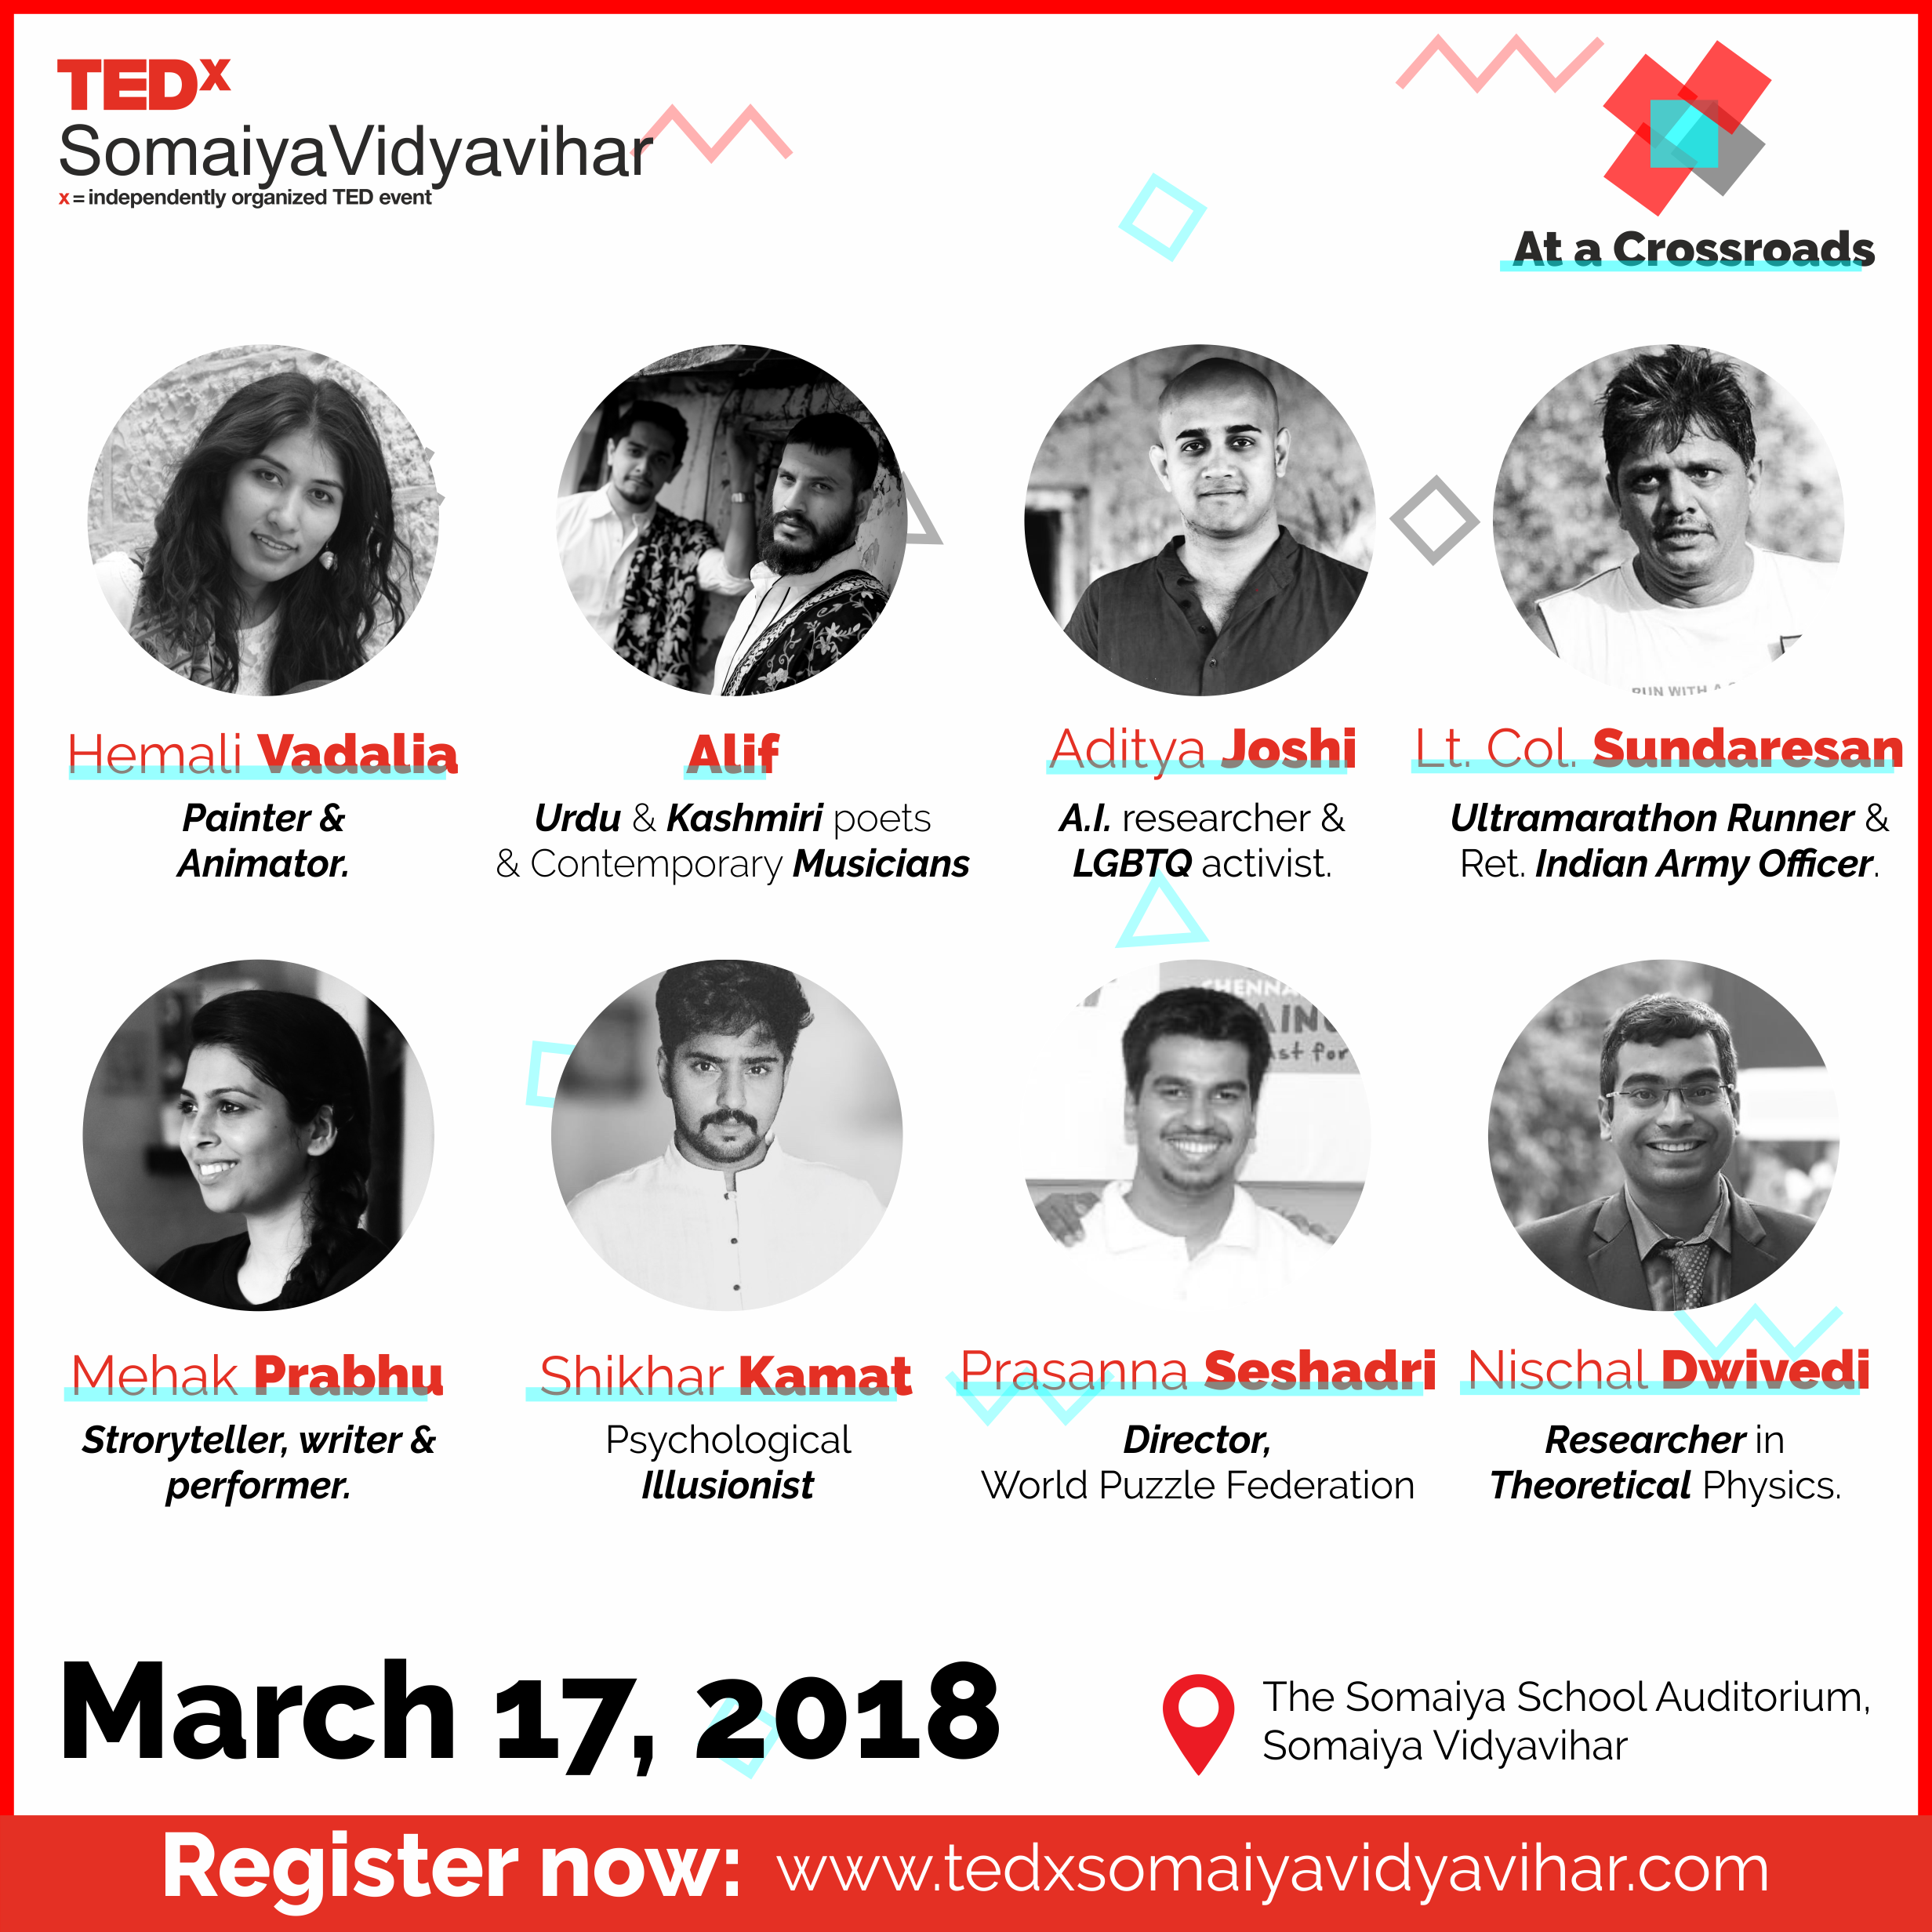 TEDx
SomaiyaVidyavihar
x = independently organized TED event
At a Crossroads
RUN WITH A
Hemali Vadalia
Painter &
Animator.
Alif
Urdu & Kashmiri poets
& Contemporary Musicians
Aditya Joshi
A.I. researcher &
LGBTQ activist.
Lt. Col. Sundaresan
Ultramarathon Runner &
Ret. Indian Army Officer.
Mehak Prabhu
Stroryteller, writer &
performer.
Shikhar Kamat
Psychological
Illusionist
Prasanna Seshadri
Director,
World Puzzle Federation
Nischal Dwivedi
Researcher in
Theoretical Physics.
March 17, 2018
The Somaiya School Auditorium,
Somaiya Vidyavihar
Register now: www.tedxsomaiyavidyavihar.com